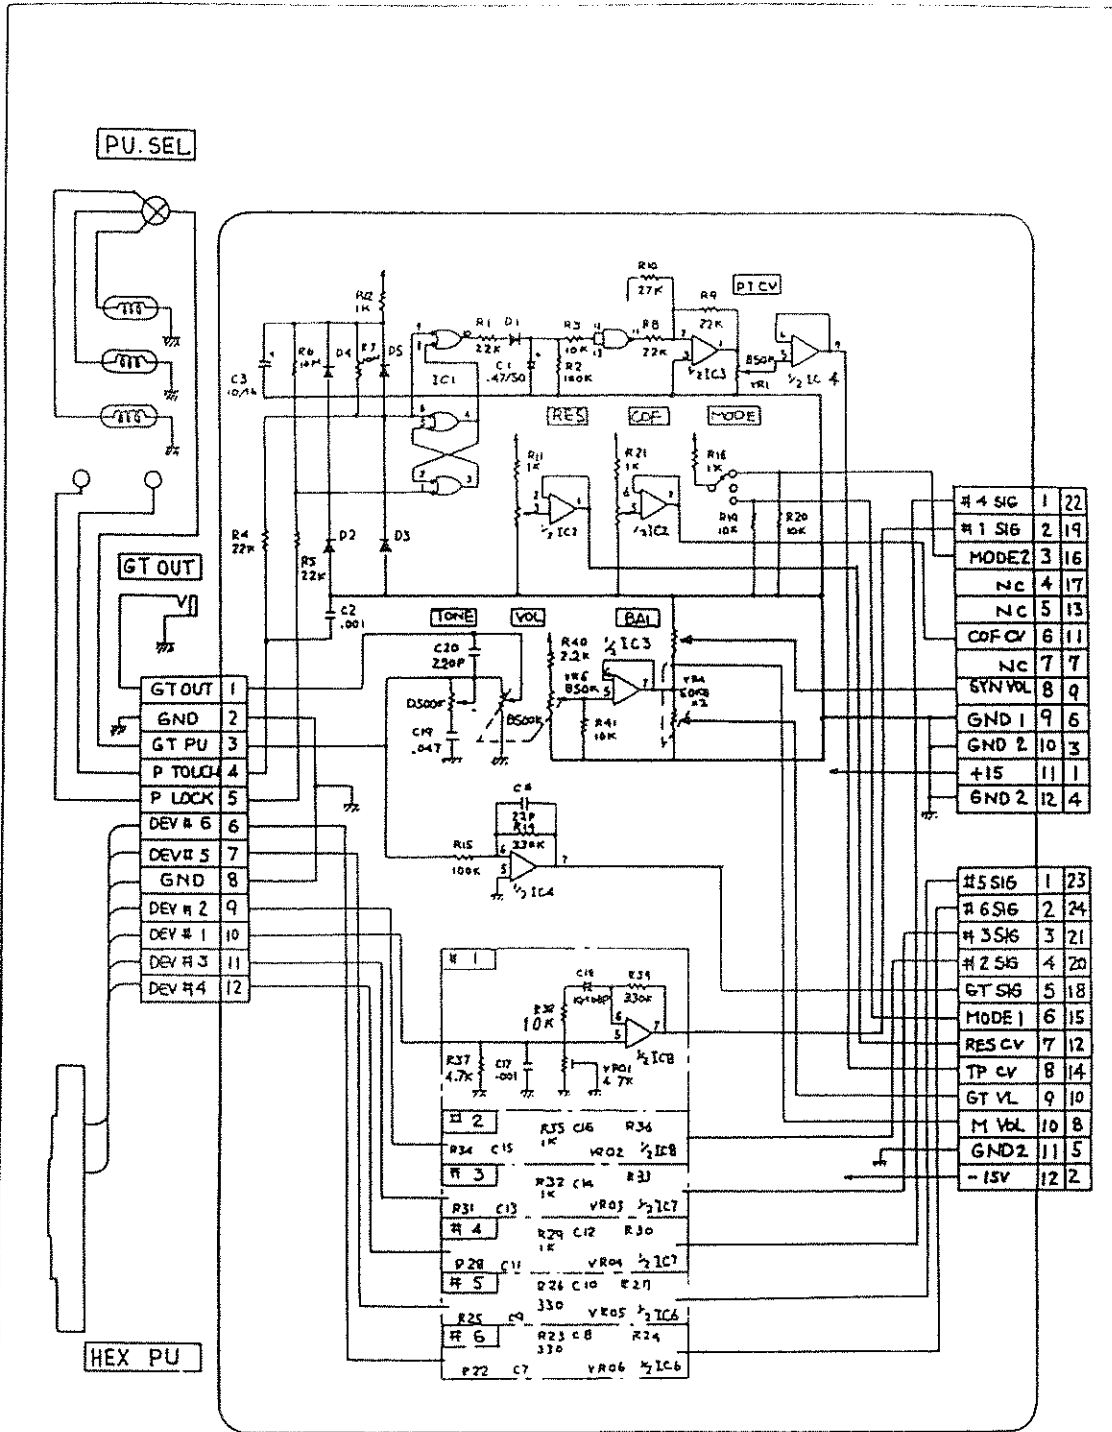 PU.SEL
R12
1K
R10
27K
PTCV
R9
22K
R6
D4
R7
D5
R1
22K
D1
R3
10K
R8
22K
C3
10/16
IC1
C1
.47/50
R2
100K
1/2 IC3
B50K
VR1
1/2 IC 4
RES
COF
MODE
R11
1K
R21
1K
R18
1K
1/2 IC2
1/2 IC2
R19
10K
R20
10K
R4
22K
R5
22K
D2
D3
C2
.001
GT OUT
TONE
VOL
BAL
C20
220P
R40
2.2K
1/2 IC3
VR6
B50K
B500K
C19
.047
R41
10K
GT OUT 1
GND 2
GT PU 3
P TOUCH 4
P LOCK 5
DEV # 6 6
DEV # 5 7
GND 8
DEV # 2 9
DEV # 1 10
DEV # 3 11
DEV # 4 12
22P
R14
330K
R15
100K
1/2 IC4
#4 SIG 1 22
#1 SIG 2 19
MODE2 3 16
NC 4 17
NC 5 13
COF CV 6 11
NC 7 7
SYN VOL 8 9
GND 1 9 6
GND 2 10 3
+15 11 1
GND 2 12 4
#5 SIG 1 23
#6 SIG 2 24
#3 SIG 3 21
#2 SIG 4 20
GT SIG 5 18
MODE 1 6 15
RES CV 7 12
TP CV 8 14
GT VL 9 10
M VOL 10 8
GND2 11 5
-15V 12 2
# 1
C18
R39
330K
R38
10K
R37
4.7K
C17
.001
VR01
4.7K
1/2 IC8
# 2
R35 C16 R36
1K
R34 C15 VR02 1/2 IC8
# 3
R32 C14 R33
1K
R31 C13 VR03 1/2 IC7
# 4
R29 C12 R30
1K
R28 C11 VR04 1/2 IC7
# 5
R26 C10 R27
330
R25 C9 VR05 1/2 IC6
# 6
R23 C8 R24
330
R22 C7 VR06 1/2 IC6
HEX PU